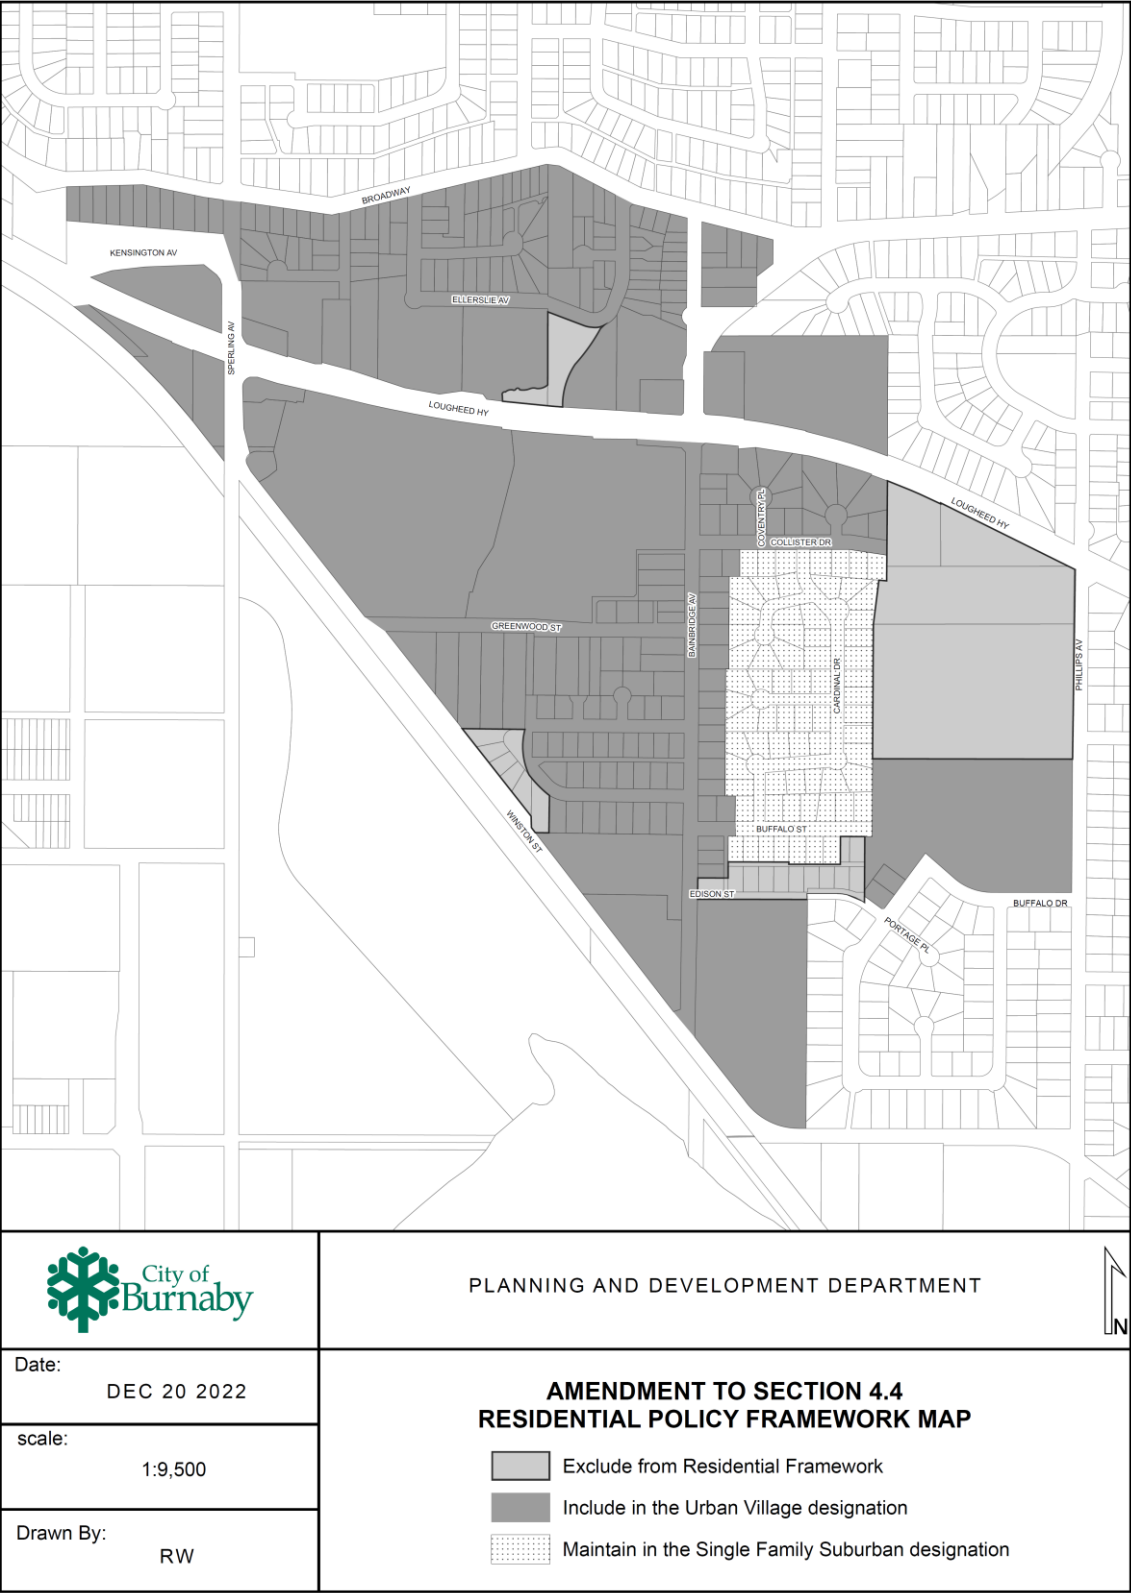 BROADWAY
KENSINGTON AV
ELLERSLIE AV
SPERLING AV
LOUGHEED HY
COVENTRY PL
LOUGHEED HY
COLLISTER DR
BAINBRIDGE AV
GREENWOOD ST
CARDINAL DR
PHILLIPS AV
WINSTON ST
BUFFALO ST
EDISON ST
BUFFALO DR
PORTAGE PL
City of
Burnaby
PLANNING AND DEVELOPMENT DEPARTMENT
N
Date:
DEC 20 2022
scale:
1:9,500
Drawn By:
RW
AMENDMENT TO SECTION 4.4
RESIDENTIAL POLICY FRAMEWORK MAP
Exclude from Residential Framework
Include in the Urban Village designation
Maintain in the Single Family Suburban designation